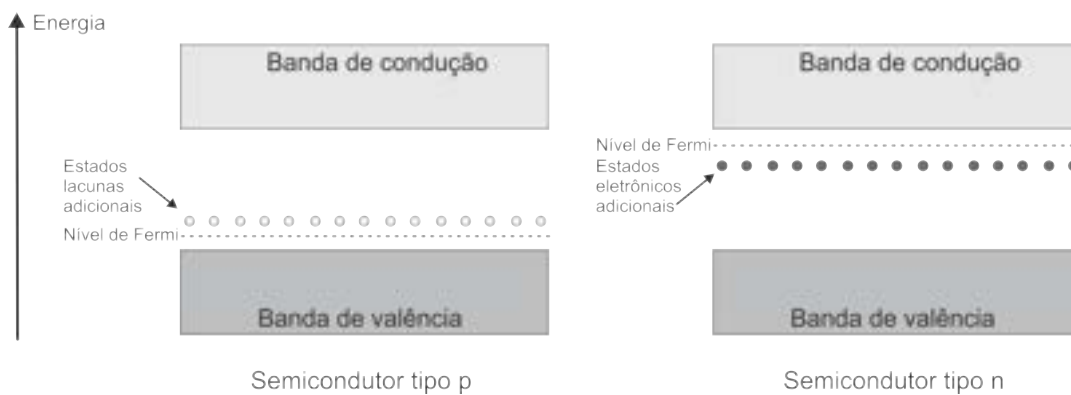 Energia
Banda de condução
Estados
lacunas
adicionais
Nível de Fermi
Banda de valência
Semicondutor tipo p
Banda de condução
Nível de Fermi
Estados
eletrônicos
adicionais
Banda de valência
Semicondutor tipo n